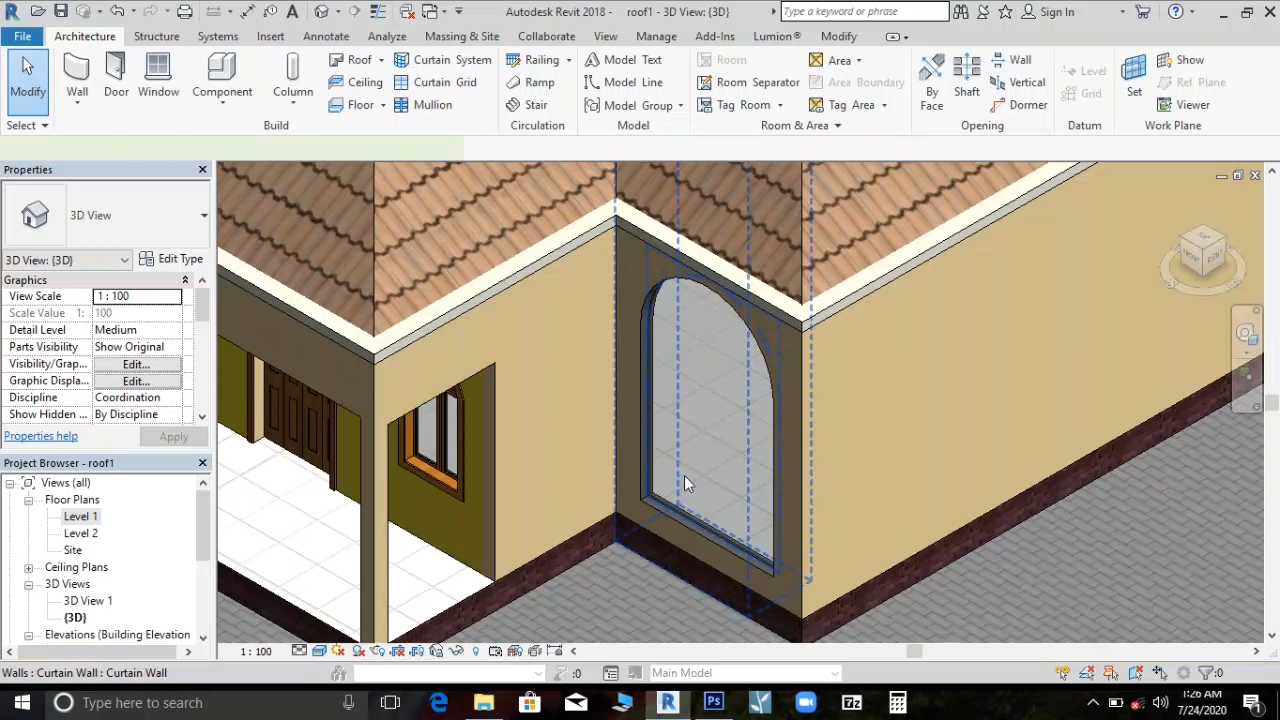 Autodesk Revit 2018 - roof1 - 3D View: {3D}
Type a keyword or phrase
Sign In
File Architecture Structure Systems Insert Annotate Analyze Massing & Site Collaborate View Manage Add-Ins Lumion® Modify
Modify Wall Door Window Component Column
Roof Ceiling Floor
Curtain System Curtain Grid Mullion
Railing Ramp Stair
Model Text Model Line Model Group
Room Room Separator Tag Room
Area Area Boundary Tag Area
By Face Shaft
Wall Vertical Dormer
Level Grid
Set
Show Ref Plane Viewer
Select Build Circulation Model Room & Area Opening Datum Work Plane
Properties
3D View
3D View: {3D} Edit Type
Graphics
View Scale 1 : 100
Scale Value 1: 100
Detail Level Medium
Parts Visibility Show Original
Visibility/Grap... Edit...
Graphic Displa... Edit...
Discipline Coordination
Show Hidden ... By Discipline
Properties help Apply
Project Browser - roof1
Views (all)
Floor Plans
Level 1
Level 2
Site
Ceiling Plans
3D Views
3D View 1
{3D}
Elevations (Building Elevation
1 : 100
Walls : Curtain Wall : Curtain Wall
:0
Main Model
:0
Type here to search
1:26 AM
7/24/2020